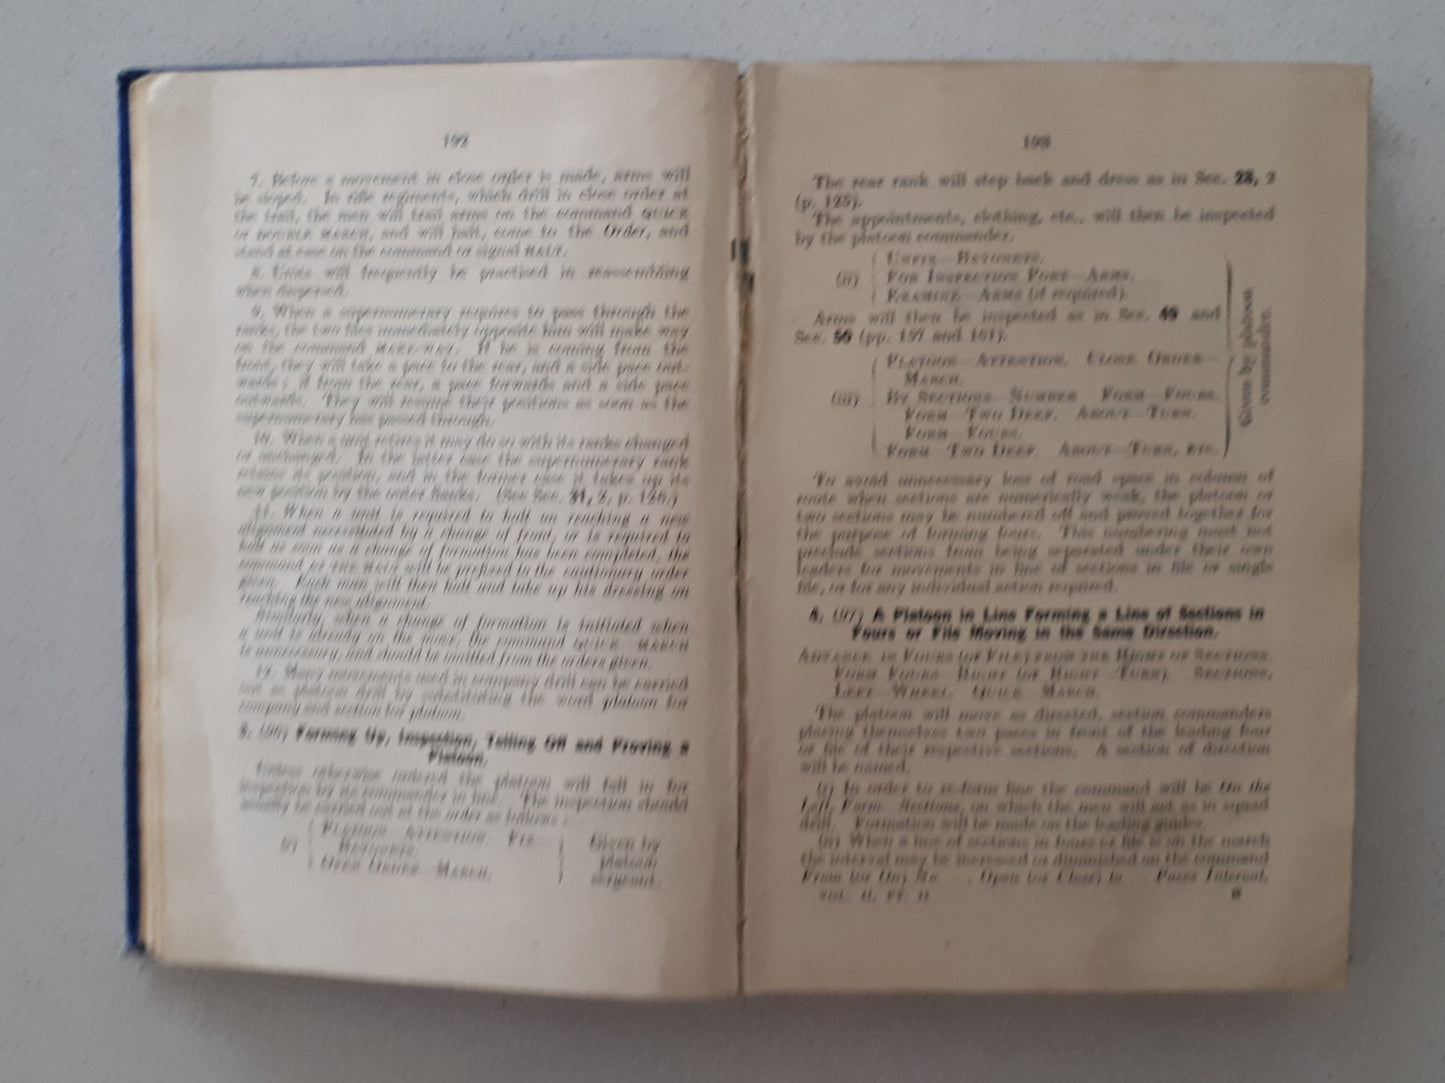 192
7. Before a movement in close order is made, arms will
be sloped. In rifle regiments, which drill in close order at
the trail, the men will trail arms on the command QUICK
or DOUBLE MARCH, and will halt, come to the Order, and
stand at ease on the command or signal HALT.
8. Units will frequently be practised in reassembling
when dispersed.
9. When a supernumerary requires to pass through the
ranks, the two files immediately opposite him will make way
on the command MAKE-WAY. If he is coming from the
front, they will take a pace to the rear, and a side pace out-
wards; if from the rear, a pace forwards and a side pace
outwards. They will resume their positions as soon as the
supernumerary has passed through.
10. When a unit retires it may do so with its ranks changed
or unchanged. In the latter case the supernumerary rank
retains its position, and in the former case it takes up its
new position by the outer flanks. (See Sec. 31, 2, p. 126.)
11. When a unit is required to halt on reaching a new
alignment necessitated by a change of front, or is required to
halt as soon as a change of formation has been completed, the
command AT THE HALT will be prefixed to the cautionary order
given. Each man will then halt and take up his dressing on
reaching the new alignment.
Similarly, when a change of formation is initiated when
a unit is already on the move, the command QUICK MARCH
is unnecessary, and should be omitted from the orders given.
12. Many movements used in company drill can be carried
out as platoon drill by substituting the word platoon for
company and section for platoon.
Forming Up, Inspection, Telling Off and Proving a
Platoon.
Unless otherwise ordered the platoon will fall in for
inspection by its commander in line. The inspection should
usually be carried out in the order as follows:
(i) PLATOON ATTENTION. FIX
BAYONETS.
OPEN ORDER MARCH.
Given by
platoon
sergeant.
193
The rear rank will step back and dress as in Sec. 28, 3
(p. 125).
The appointments, clothing, etc., will then be inspected
by the platoon commander.
UNFIX BAYONETS.
(ii) FOR INSPECTION PORT ARMS.
EXAMINE ARMS (if required).
Arms will then be inspected as in Sec. 49 and
Sec. 50 (pp. 157 and 161).
PLATOON ATTENTION. CLOSE ORDER
MARCH.
(iii) BY SECTIONS NUMBER FORM FOURS.
FORM TWO DEEP. ABOUT TURN.
FORM FOURS.
FORM TWO DEEP. ABOUT TURN, ETC.
Given by platoon
commander.
To avoid unnecessary loss of road space in column of
route when sections are numerically weak, the platoon or
two sections may be numbered off and proved together for
the purpose of forming fours. This numbering must not
preclude sections from being separated under their own
leaders for movements in line of sections in file or single
file, or for any individual action required.
4. (97) A Platoon in Line Forming a Line of Sections in
Fours or File Moving in the Same Direction.
ADVANCE IN FOURS (or FILE) FROM THE RIGHT OF SECTIONS.
FORM FOURS RIGHT (or RIGHT TURN). SECTIONS,
LEFT WHEEL. QUICK MARCH.
The platoon will move as directed, section commanders
placing themselves two paces in front of the leading four
or file of their respective sections. A section of direction
will be named.
(i) In order to re-form line the command will be On the
Left, Form Sections, on which the men will act as in squad
drill. Formation will be made on the leading guides.
(ii) When a line of sections in fours or file is on the march
the interval may be increased or diminished on the command
From (or On) No. ..., Open (or Close) to ... Paces Interval,
VOL. II, PT. II